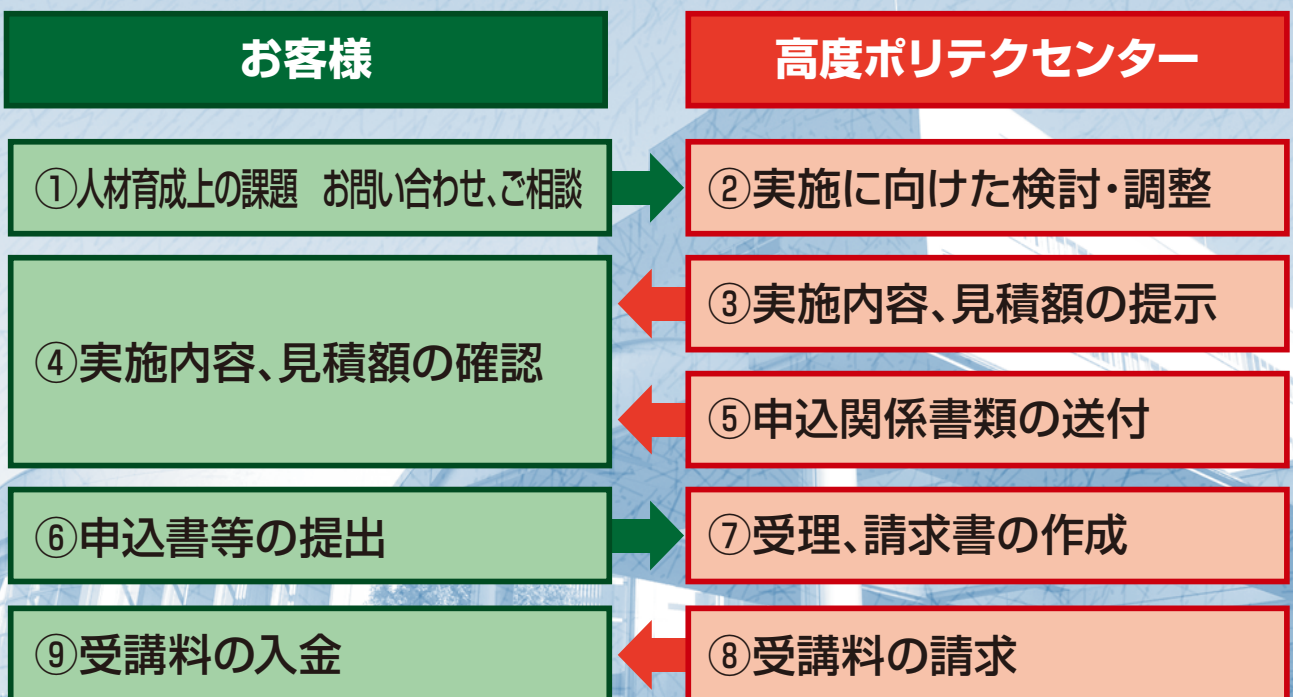 お客様
高度ポリテクセンター
①人材育成上の課題　お問い合わせ、ご相談
②実施に向けた検討・調整
③実施内容、見積額の提示
④実施内容、見積額の確認
⑤申込関係書類の送付
⑥申込書等の提出
⑦受理、請求書の作成
⑨受講料の入金
⑧受講料の請求